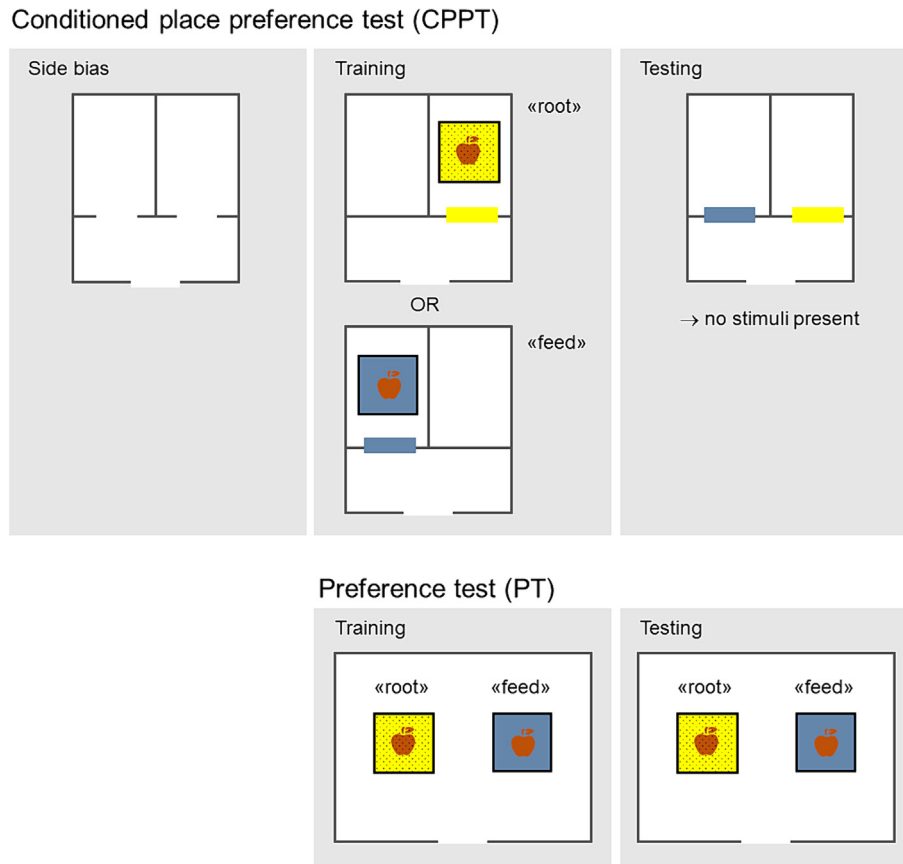 Conditioned place preference test (CPPT)
Side bias
Training
Testing
«root»
OR
«feed»
→ no stimuli present
Preference test (PT)
Training
Testing
«root» «feed»
«root» «feed»